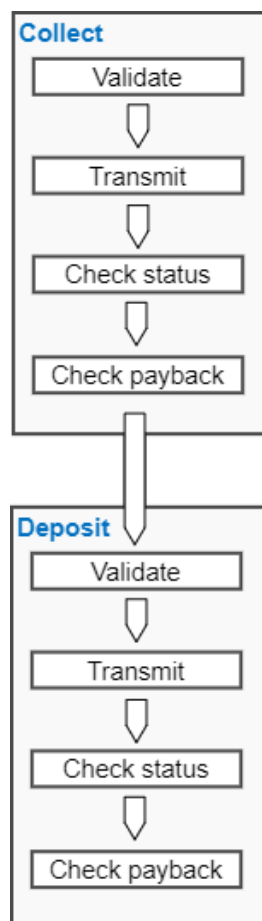 Collect
Validate
Transmit
Check status
Check payback
Deposit
Validate
Transmit
Check status
Check payback